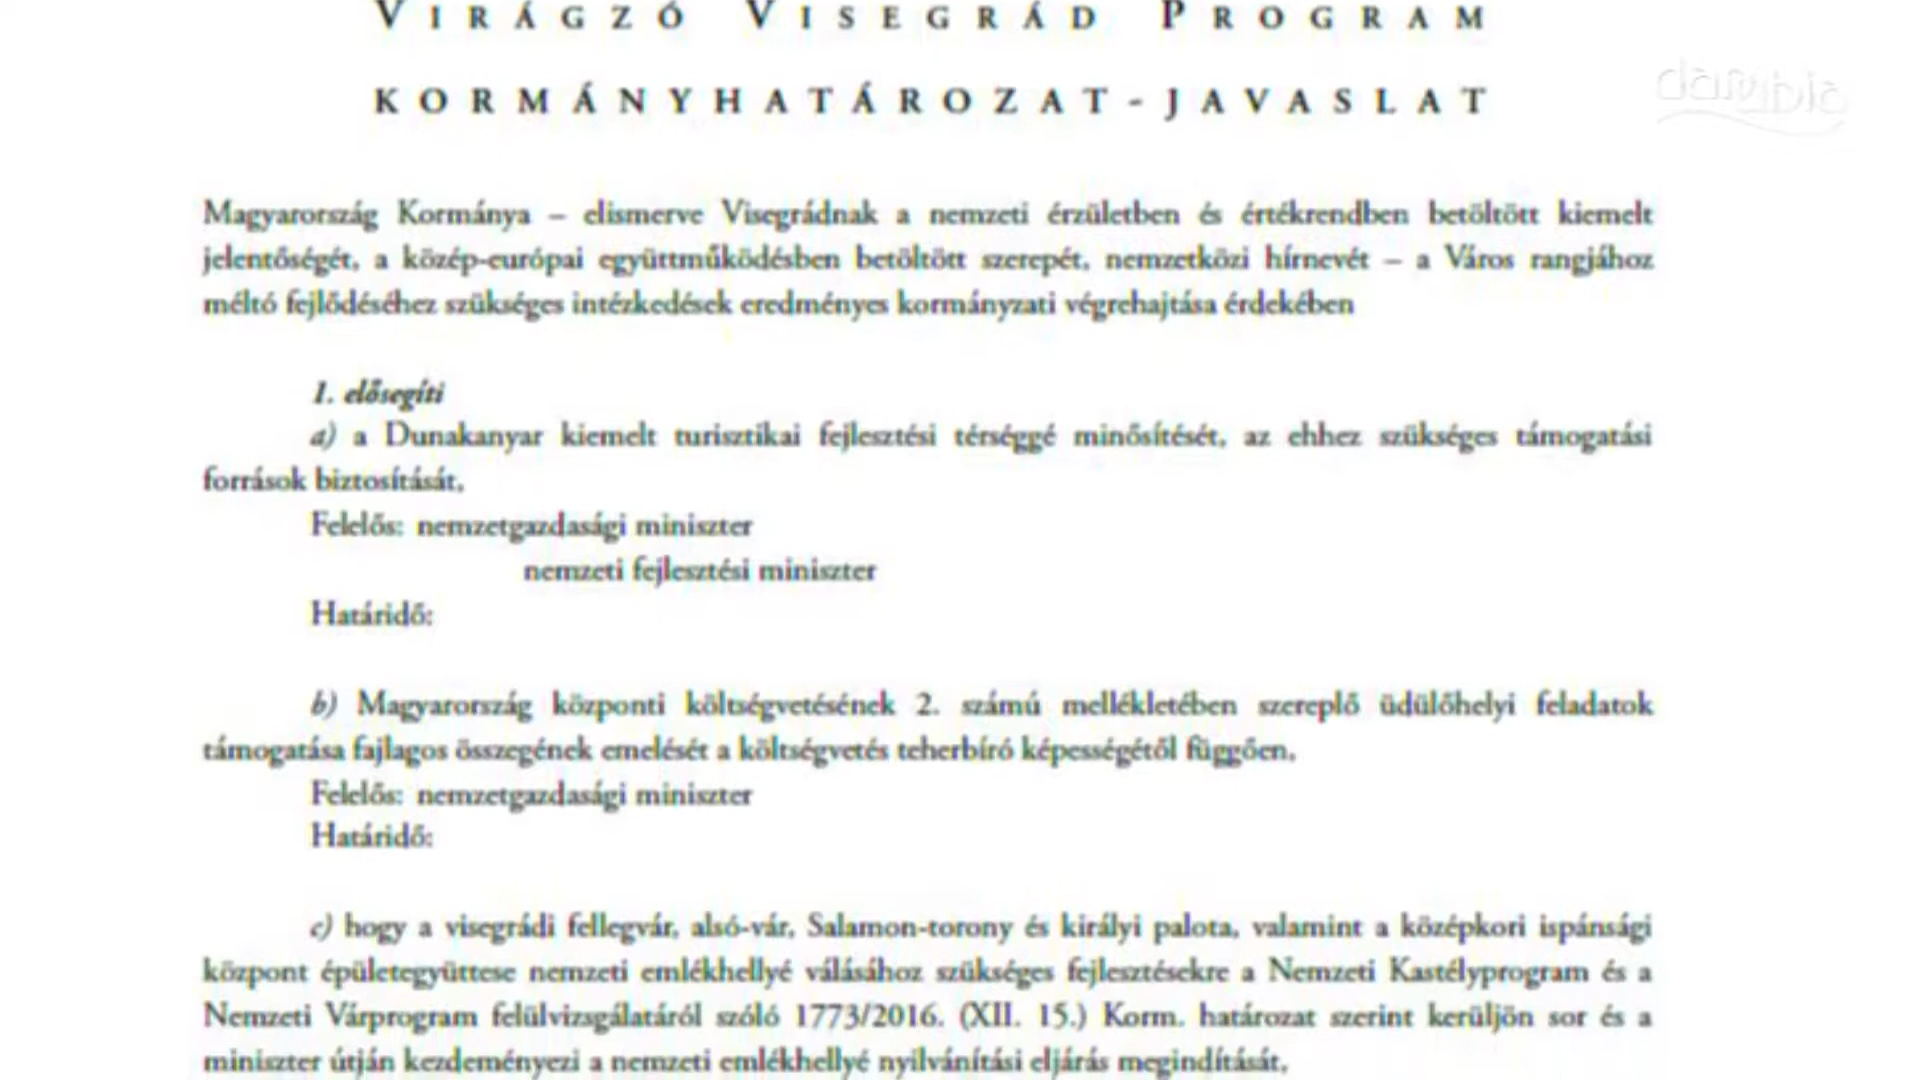 VIRÁGZÓ VISEGRÁD PROGRAM
KORMÁNYHATÁROZAT-JAVASLAT
danubia
Magyarország Kormánya – elismerve Visegrádnak a nemzeti érzületben és értékrendben betöltött kiemelt
jelentőségét, a közép-európai együttműködésben betöltött szerepét, nemzetközi hírnevét – a Város rangjához
méltó fejlődéséhez szükséges intézkedések eredményes kormányzati végrehajtása érdekében
1. elősegíti
a) a Dunakanyar kiemelt turisztikai fejlesztési térséggé minősítését, az ehhez szükséges támogatási
források biztosítását,
Felelős: nemzetgazdasági miniszter
nemzeti fejlesztési miniszter
Határidő:
b) Magyarország központi költségvetésének 2. számú mellékletében szereplő üdülőhelyi feladatok
támogatása fajlagos összegének emelését a költségvetés teherbíró képességétől függően,
Felelős: nemzetgazdasági miniszter
Határidő:
c) hogy a visegrádi fellegvár, alsó-vár, Salamon-torony és királyi palota, valamint a középkori ispánsági
központ épületegyüttese nemzeti emlékhellyé válásához szükséges fejlesztésekre a Nemzeti Kastélyprogram és a
Nemzeti Várprogram felülvizsgálatáról szóló 1773/2016. (XII. 15.) Korm. határozat szerint kerüljön sor és a
miniszter útján kezdeményezi a nemzeti emlékhellyé nyilvánítási eljárás megindítását,